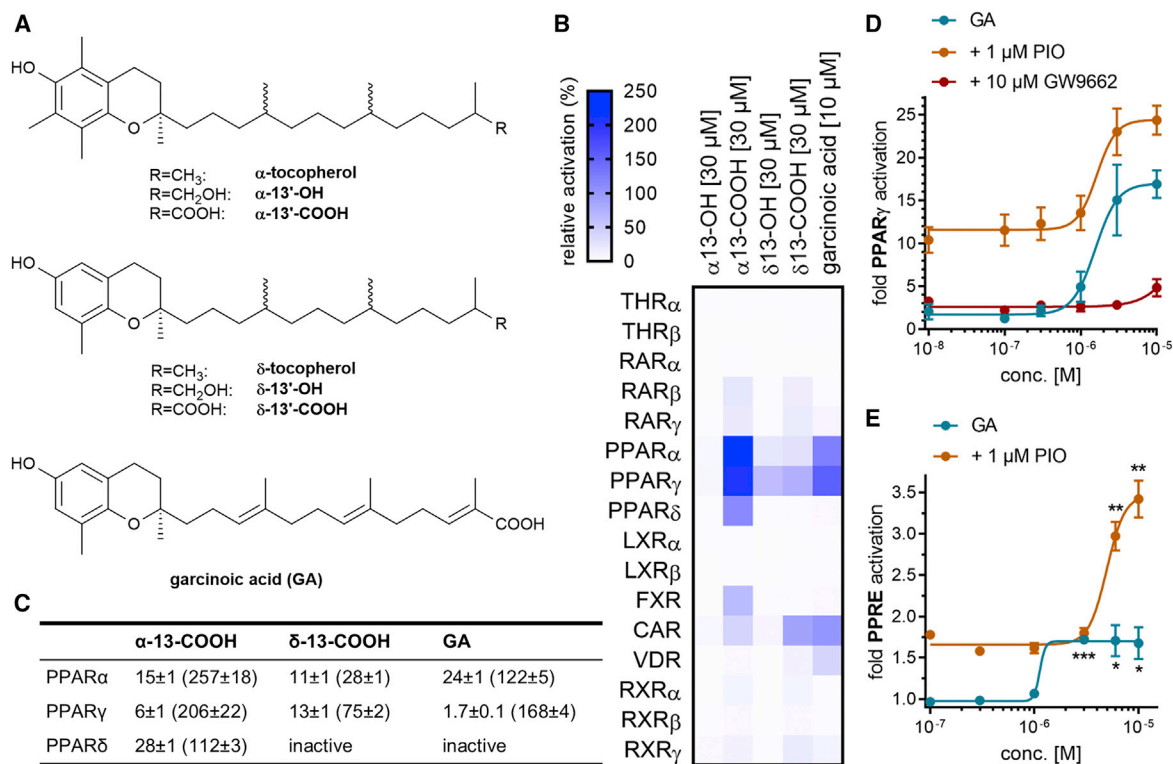 A
HO
O
R
R=CH₃: α-tocopherol
R=CH₂OH: α-13'-OH
R=COOH: α-13'-COOH
HO
O
R
R=CH₃: δ-tocopherol
R=CH₂OH: δ-13'-OH
R=COOH: δ-13'-COOH
HO
O
COOH
garcinoic acid (GA)
B
relative activation (%)
250
200
150
100
50
0
α13-OH [30 µM]
α13-COOH [30 µM]
δ13-OH [30 µM]
δ13-COOH [30 µM]
garcinoic acid [10 µM]
THRα
THRβ
RARα
RARβ
RARγ
PPARα
PPARγ
PPARδ
LXRα
LXRβ
FXR
CAR
VDR
RXRα
RXRβ
RXRγ
C
α-13-COOH δ-13-COOH GA
PPARα 15±1 (257±18) 11±1 (28±1) 24±1 (122±5)
PPARγ 6±1 (206±22) 13±1 (75±2) 1.7±0.1 (168±4)
PPARδ 28±1 (112±3) inactive inactive
D
GA
+ 1 µM PIO
+ 10 µM GW9662
fold PPARγ activation
25
20
15
10
5
0
10⁻⁸ 10⁻⁷ 10⁻⁶ 10⁻⁵
conc. [M]
E
GA
+ 1 µM PIO
fold PPRE activation
3.5
3.0
2.5
2.0
1.5
1.0
** **
*** * *
10⁻⁷ 10⁻⁶ 10⁻⁵
conc. [M]